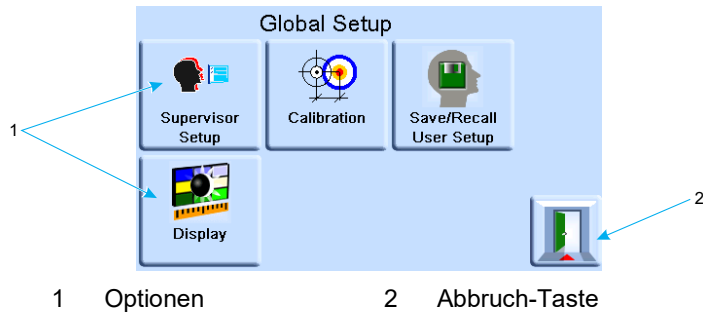 Global Setup
Supervisor
Setup
Calibration
Save/Recall
User Setup
1
Display
2
1 Optionen 2 Abbruch-Taste